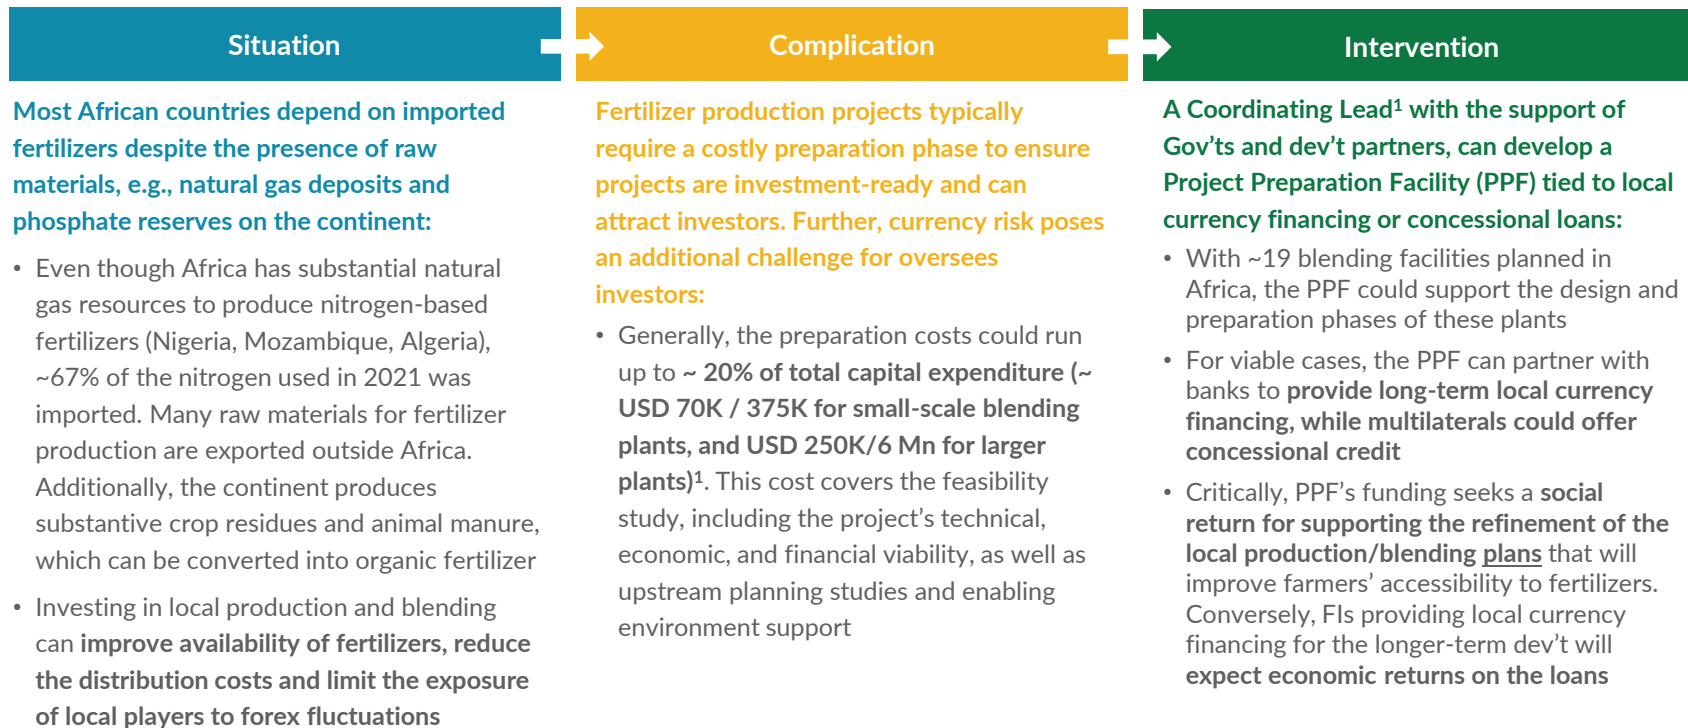 Situation
Most African countries depend on imported
fertilizers despite the presence of raw
materials, e.g., natural gas deposits and
phosphate reserves on the continent:
• Even though Africa has substantial natural
gas resources to produce nitrogen-based
fertilizers (Nigeria, Mozambique, Algeria),
~67% of the nitrogen used in 2021 was
imported. Many raw materials for fertilizer
production are exported outside Africa.
Additionally, the continent produces
substantive crop residues and animal manure,
which can be converted into organic fertilizer
• Investing in local production and blending
can improve availability of fertilizers, reduce
the distribution costs and limit the exposure
of local players to forex fluctuations
Complication
Fertilizer production projects typically
require a costly preparation phase to ensure
projects are investment-ready and can
attract investors. Further, currency risk poses
an additional challenge for oversees
investors:
• Generally, the preparation costs could run
up to ~ 20% of total capital expenditure (~
USD 70K / 375K for small-scale blending
plants, and USD 250K/6 Mn for larger
plants)¹. This cost covers the feasibility
study, including the project's technical,
economic, and financial viability, as well as
upstream planning studies and enabling
environment support
Intervention
A Coordinating Lead¹ with the support of
Gov'ts and dev't partners, can develop a
Project Preparation Facility (PPF) tied to local
currency financing or concessional loans:
• With ~19 blending facilities planned in
Africa, the PPF could support the design and
preparation phases of these plants
• For viable cases, the PPF can partner with
banks to provide long-term local currency
financing, while multilaterals could offer
concessional credit
• Critically, PPF's funding seeks a social
return for supporting the refinement of the
local production/blending plans that will
improve farmers' accessibility to fertilizers.
Conversely, FIs providing local currency
financing for the longer-term dev't will
expect economic returns on the loans